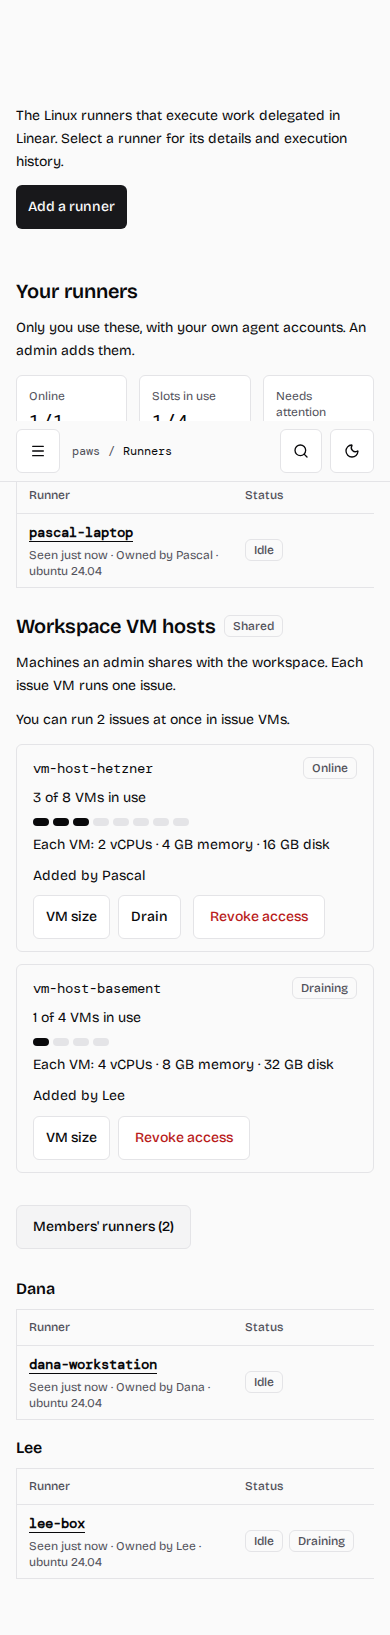 The Linux runners that execute work delegated in
Linear. Select a runner for its details and execution
history.
Add a runner
Your runners
Only you use these, with your own agent accounts. An
admin adds them.
Online
Slots in use
Needs
attention
1/1
1/4
paws / Runners
Runner Status
pascal-laptop
Seen just now · Owned by Pascal ·
ubuntu 24.04
Idle
Workspace VM hosts Shared
Machines an admin shares with the workspace. Each
issue VM runs one issue.
You can run 2 issues at once in issue VMs.
vm-host-hetzner Online
3 of 8 VMs in use
Each VM: 2 vCPUs · 4 GB memory · 16 GB disk
Added by Pascal
VM size Drain Revoke access
vm-host-basement Draining
1 of 4 VMs in use
Each VM: 4 vCPUs · 8 GB memory · 32 GB disk
Added by Lee
VM size Revoke access
Members' runners (2)
Dana
Runner Status
dana-workstation
Seen just now · Owned by Dana ·
ubuntu 24.04
Idle
Lee
Runner Status
lee-box
Seen just now · Owned by Lee ·
ubuntu 24.04
Idle Draining